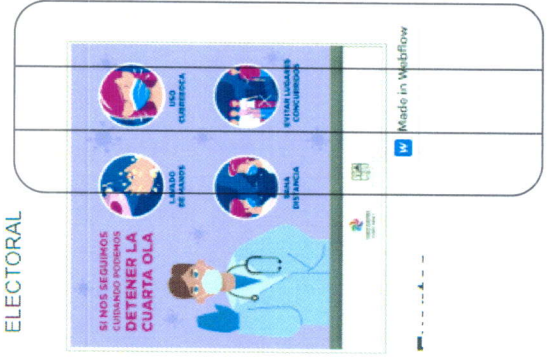 ELECTORAL
SI NOS SEGUIMOS
CUIDANDO PODEMOS
DETENER LA
CUARTA OLA
LAVADO
DE MANOS
USO
CUBREBOCA
SANA
DISTANCIA
EVITAR LUGARES
CONCURRIDOS
Made in Webflow